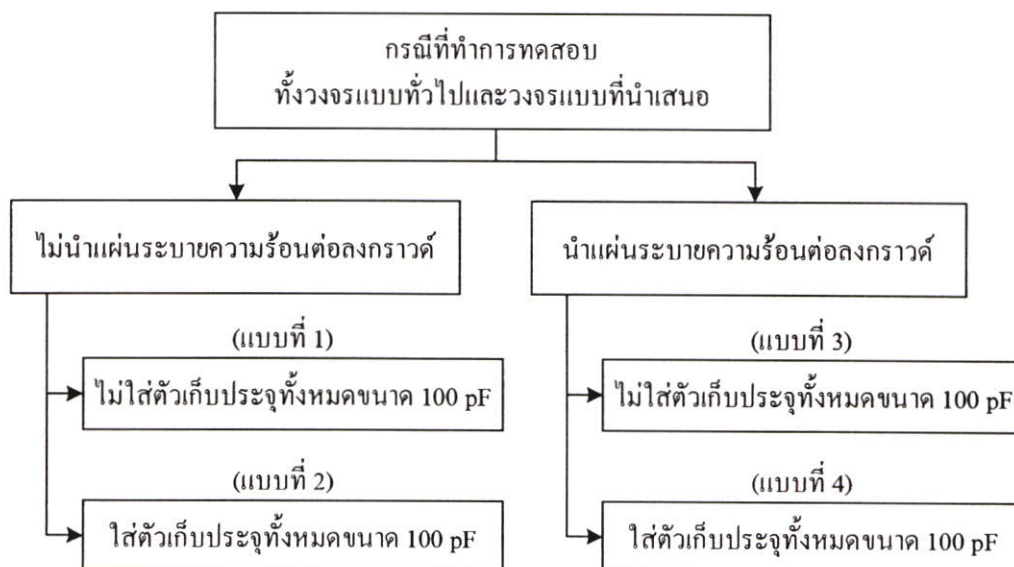 กรณีที่ทำการทดสอบ
ทั้งวงจรแบบทั่วไปและวงจรแบบที่นำเสนอ
ไม่นำแผ่นระบายความร้อนต่อลงกราวด์
(แบบที่ 1)
ไม่ใส่ตัวเก็บประจุทั้งหมดขนาด 100 pF
(แบบที่ 2)
ใส่ตัวเก็บประจุทั้งหมดขนาด 100 pF
นำแผ่นระบายความร้อนต่อลงกราวด์
(แบบที่ 3)
ไม่ใส่ตัวเก็บประจุทั้งหมดขนาด 100 pF
(แบบที่ 4)
ใส่ตัวเก็บประจุทั้งหมดขนาด 100 pF